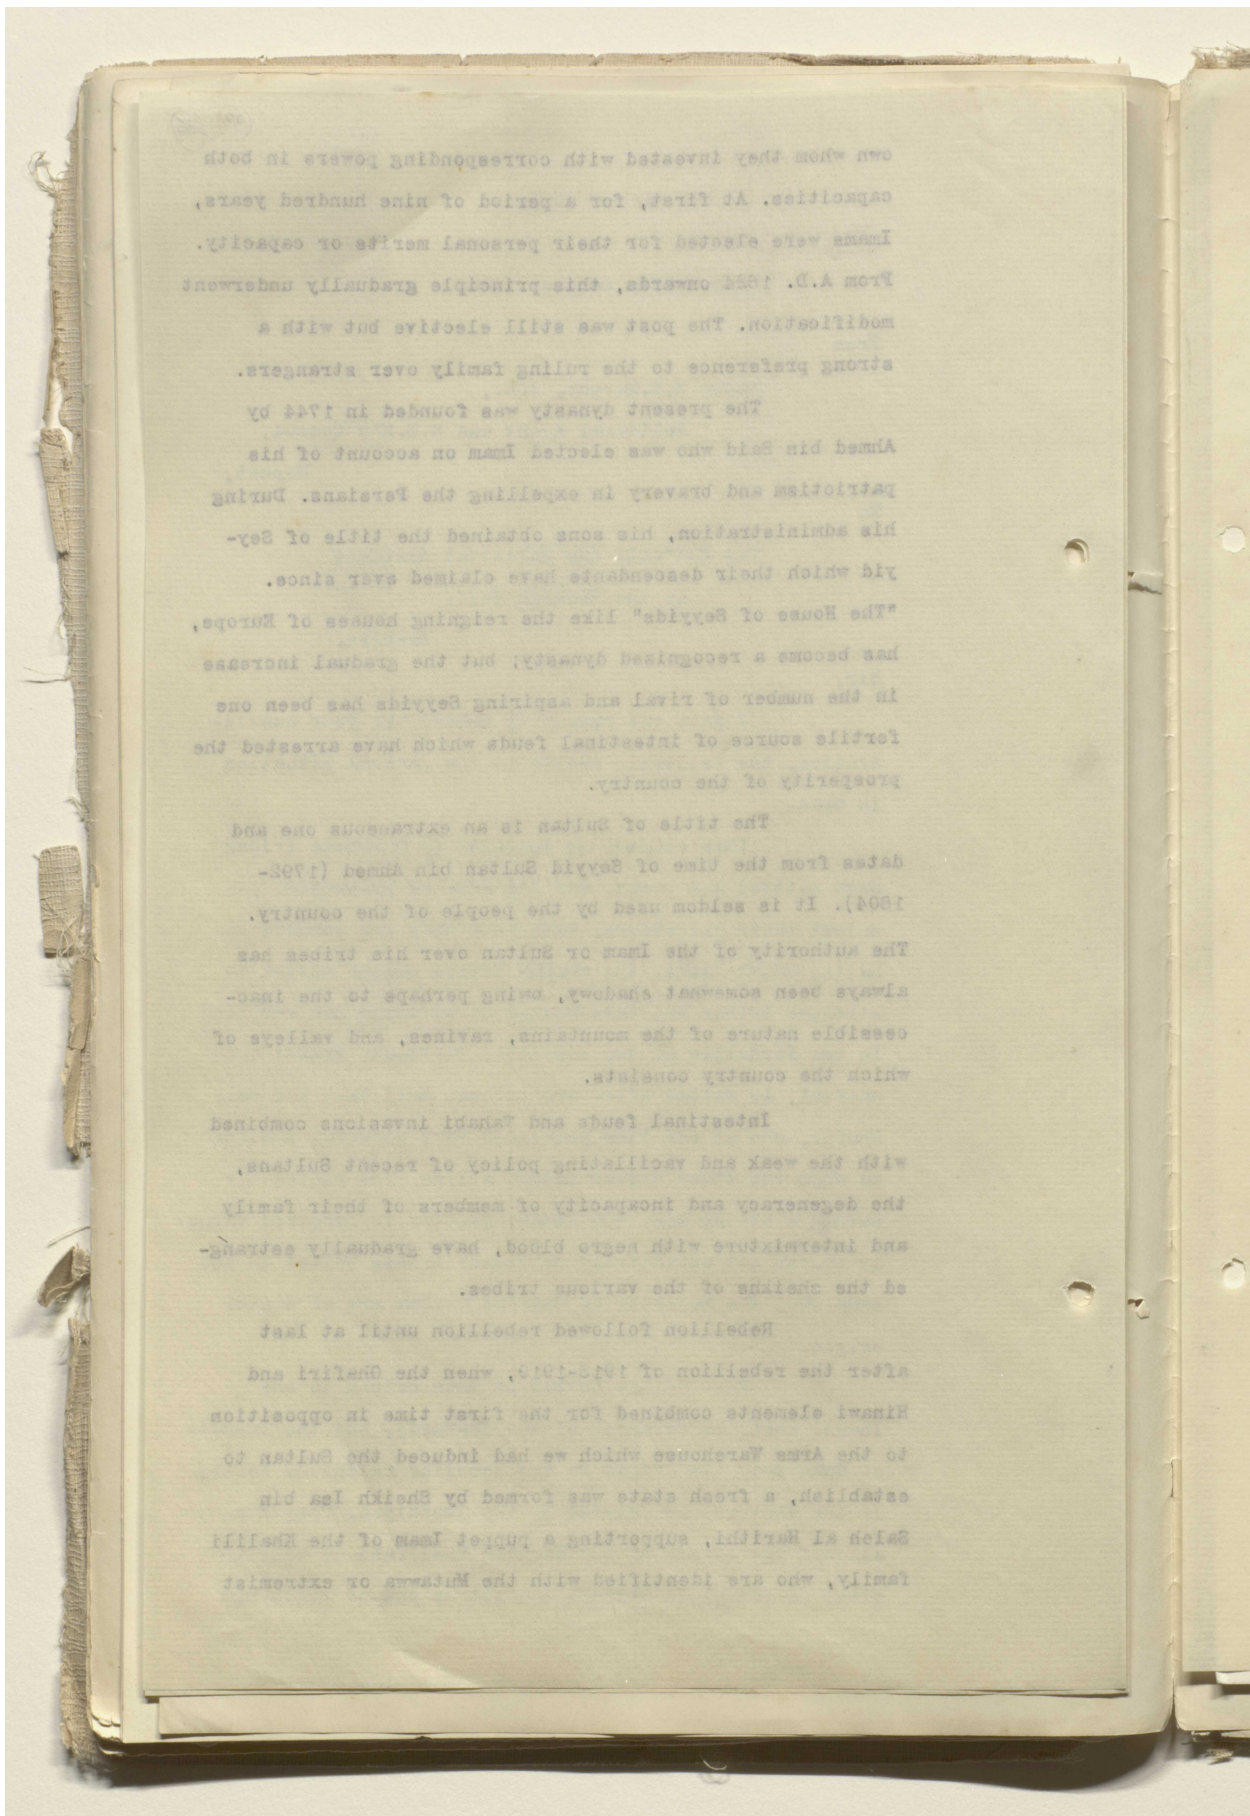 own whom they invested with corresponding powers in both
capacities. At first, for a period of nine hundred years,
Imams were elected for their personal merits or capacity.
From A.D. 1624 onwards, this principle gradually underwent
modification. The post was still elective but with a
strong preference to the ruling family over strangers.
The present dynasty was founded in 1744 by
Ahmed bin Said who was elected Imam on account of his
patriotism and bravery in expelling the Persians. During
his administration, his sons obtained the title of Sey-
yid which their descendants have claimed ever since.
"The House of Seyyids" like the reigning houses of Europe,
has become a recognised dynasty; but the gradual increase
in the number of rival and aspiring Seyyids has been one
fertile source of intestinal feuds which have arrested the
prosperity of the country.
The title of Sultan is an extraneous one and
dates from the time of Seyyid Sultan bin Ahmed (1792-
1804). It is seldom used by the people of the country.
The authority of the Imam or Sultan over his tribes has
always been somewhat shadowy, owing perhaps to the inac-
cessible nature of the mountains, ravines, and valleys of
which the country consists.
Intestinal feuds and Wahabi invasions combined
with the weak and vacillating policy of recent Sultans,
the degeneracy and incapacity of members of their family
and intermixture with negro blood, have gradually estrang-
ed the sheikhs of the various tribes.
Rebellion followed rebellion until at last
after the rebellion of 1913-1919, when the Ghafiri and
Hinawi elements combined for the first time in opposition
to the Arms Warehouse which we had induced the Sultan to
establish, a fresh state was formed by Sheikh Isa bin
Saleh al Harithi, supporting a puppet Imam of the Khalili
family, who are identified with the Mutawwa or extremist